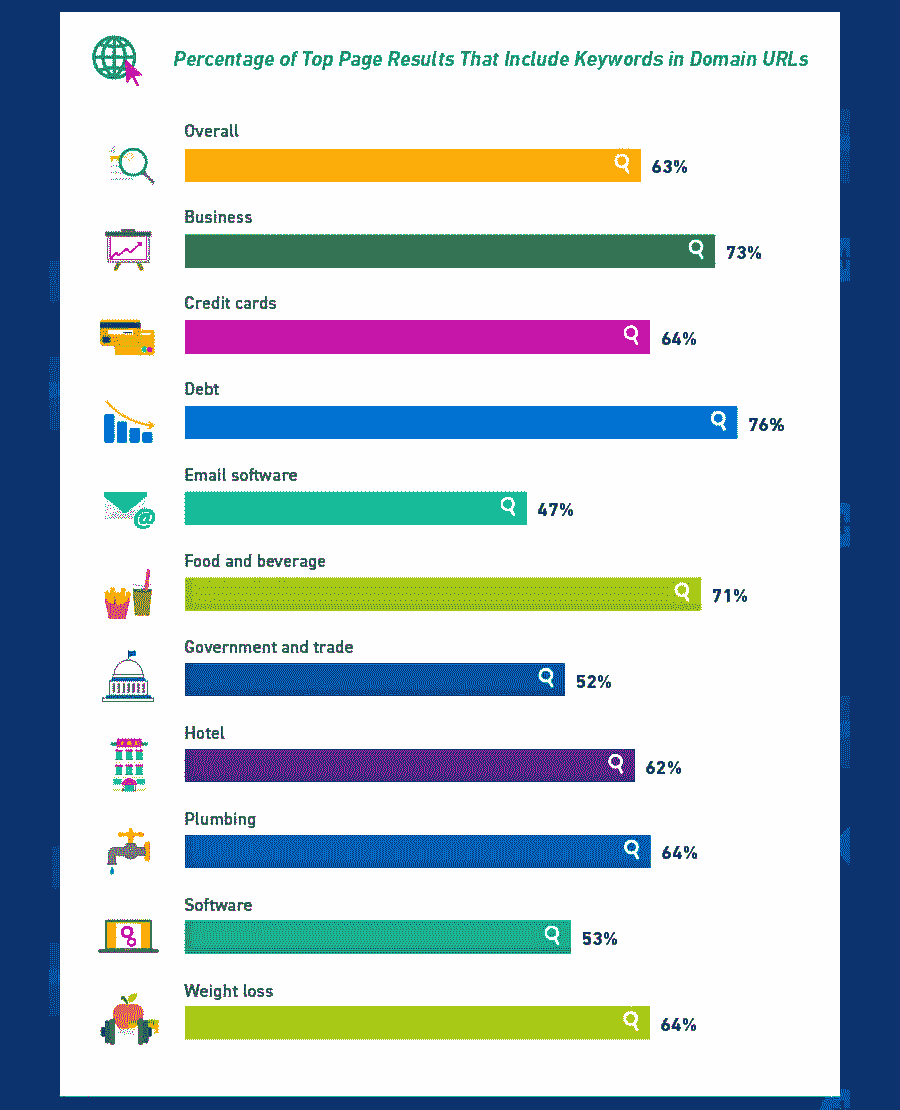 Percentage of Top Page Results That Include Keywords in Domain URLs
Overall
63%
Business
73%
Credit cards
64%
Debt
76%
Email software
47%
@
Food and beverage
71%
Government and trade
52%
Hotel
62%
Plumbing
64%
Software
53%
Weight loss
64%